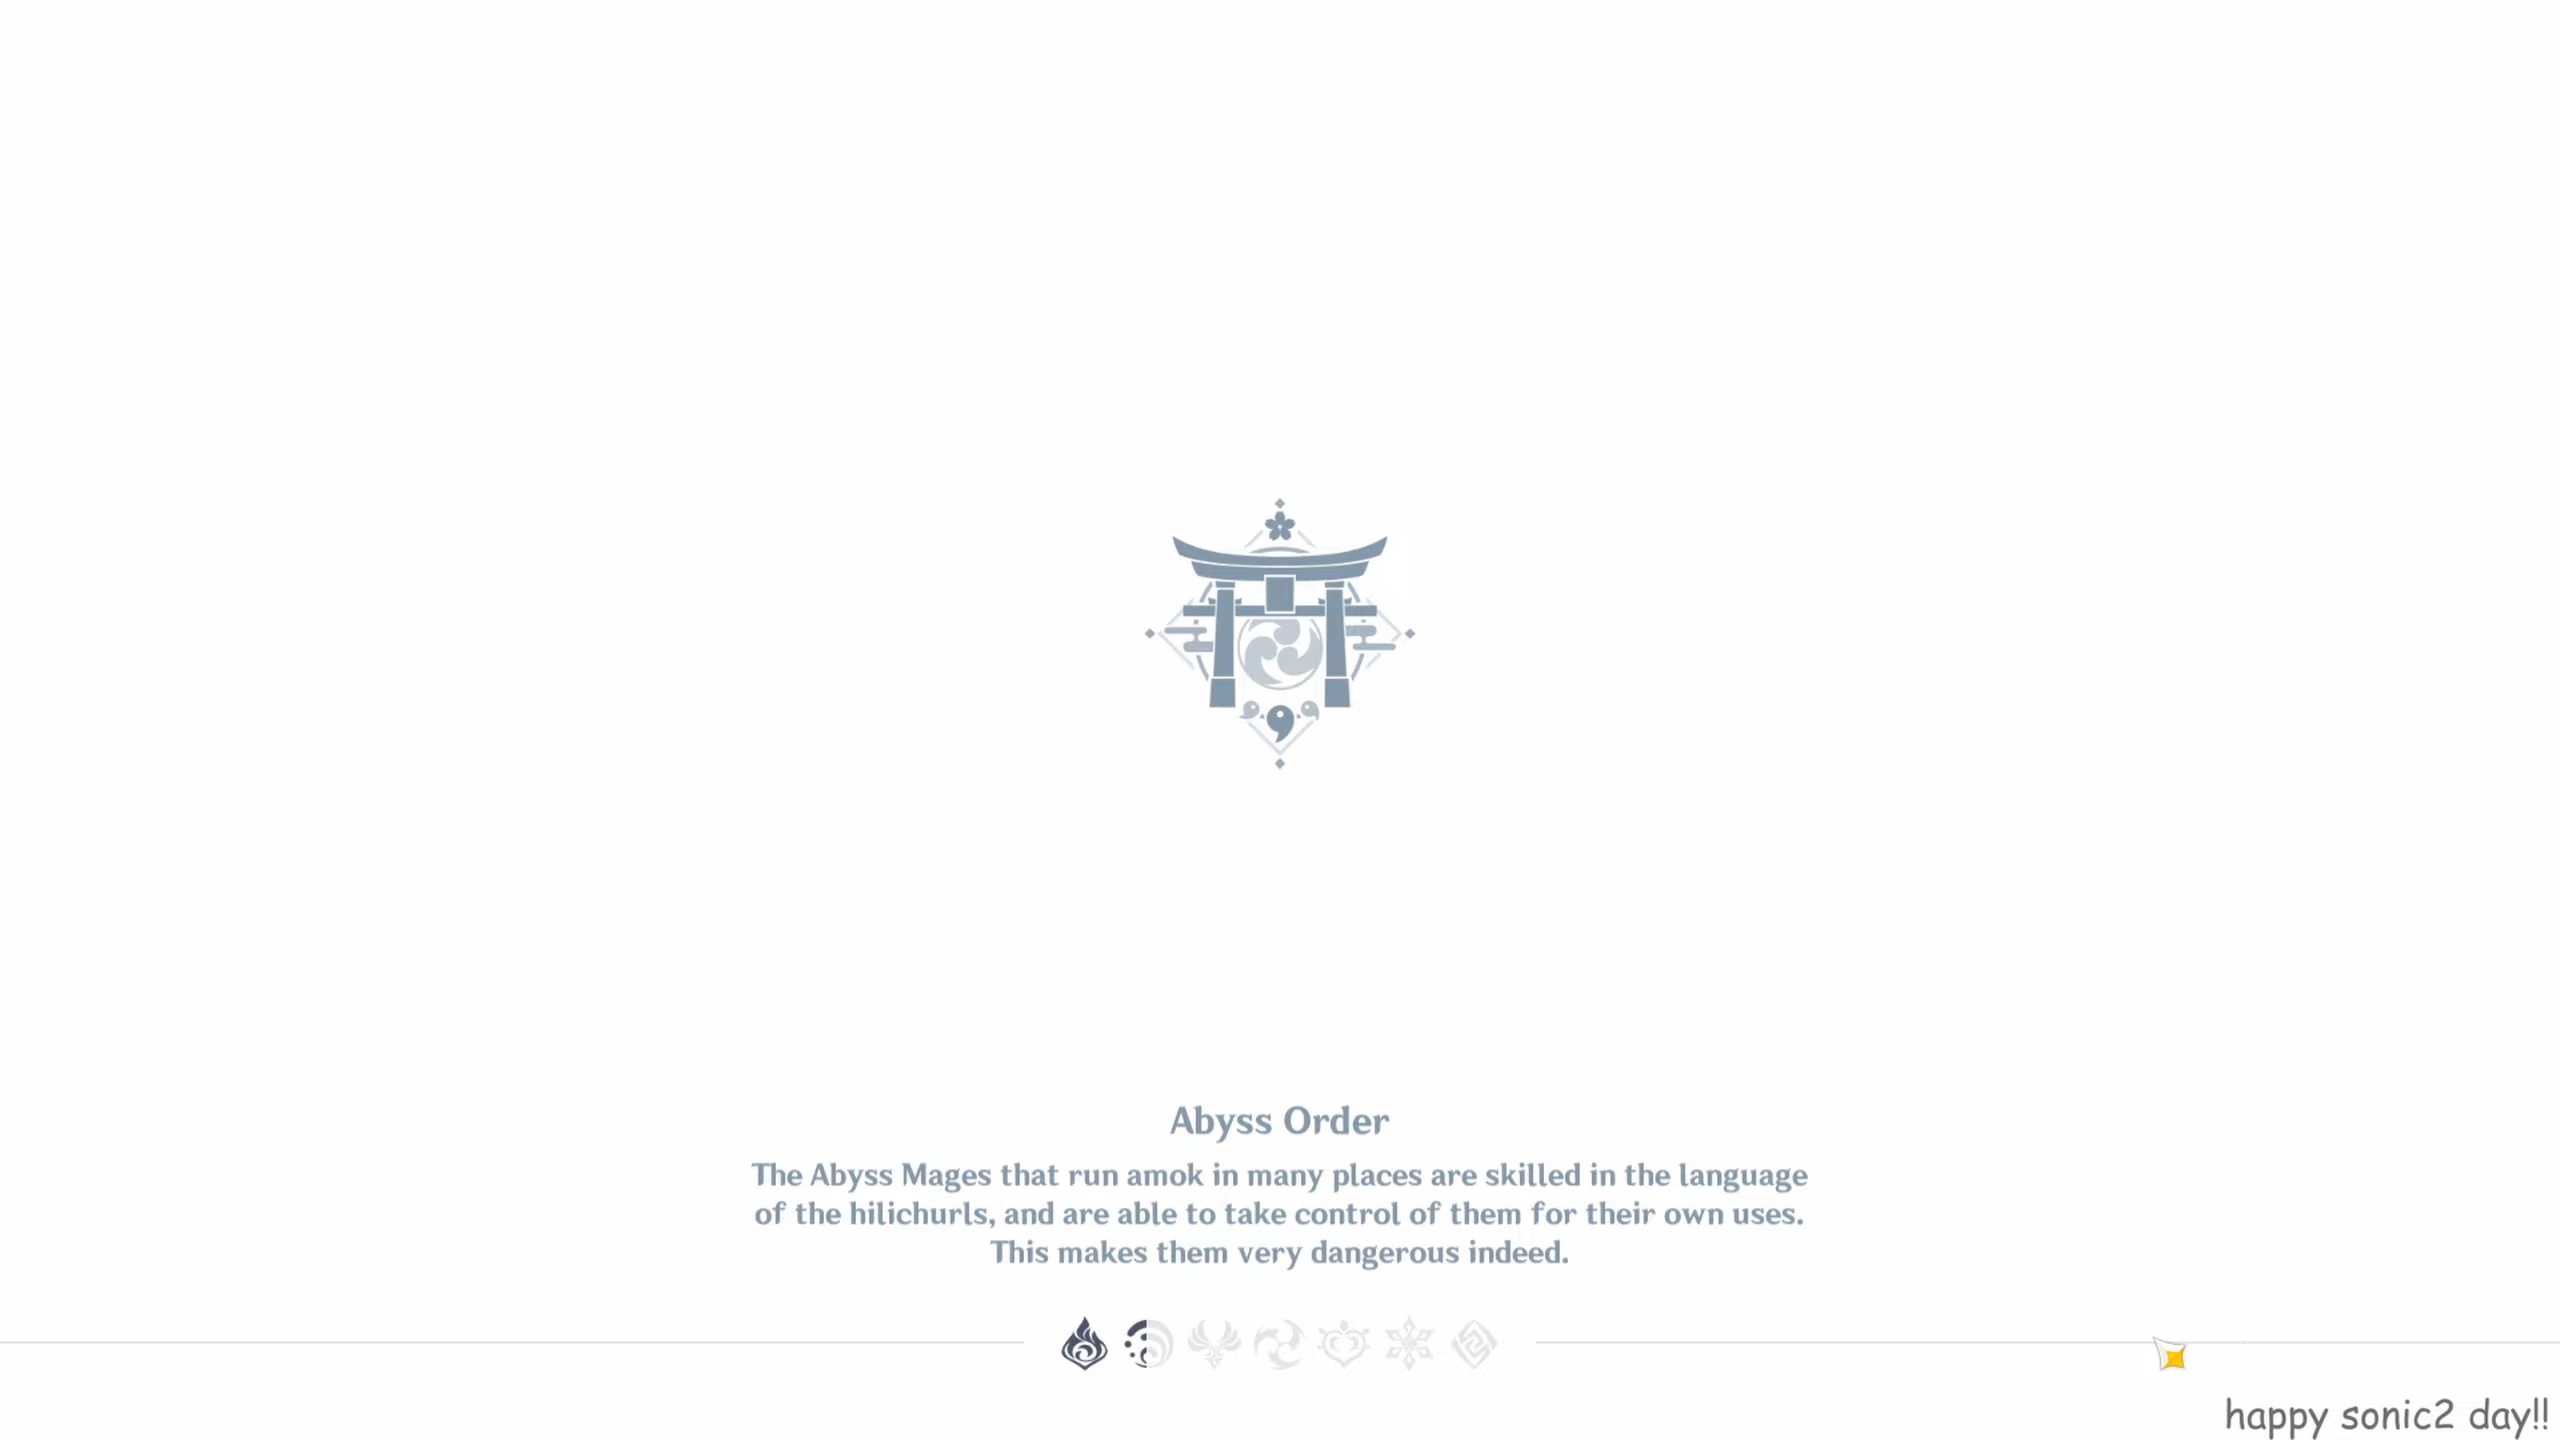 Abyss Order
The Abyss Mages that run amok in many places are skilled in the language
of the hilichurls, and are able to take control of them for their own uses.
This makes them very dangerous indeed.
happy sonic2 day!!